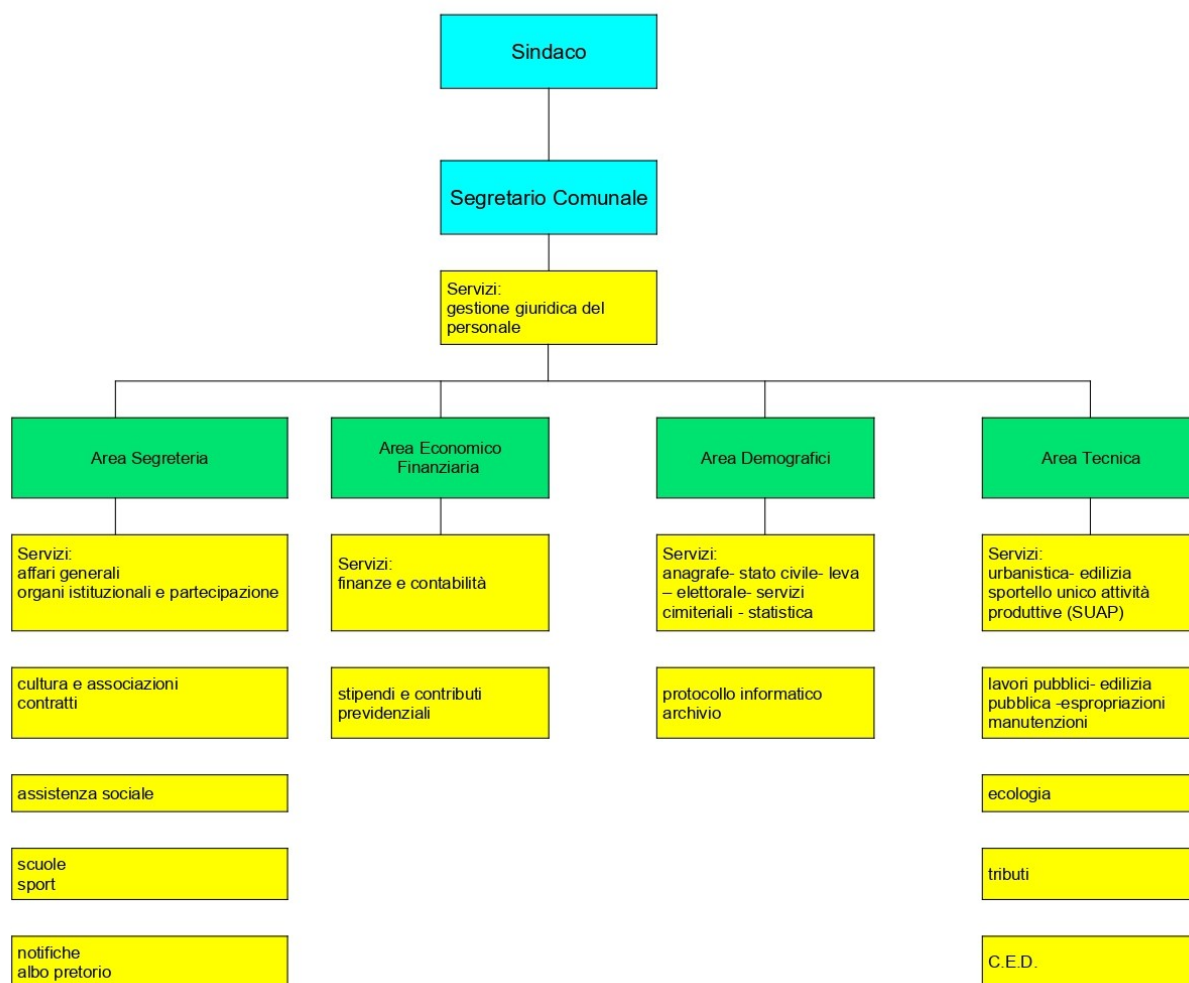 Sindaco
Segretario Comunale
Servizi:
gestione giuridica del
personale
Area Segreteria
Area Economico
Finanziaria
Area Demografici
Area Tecnica
Servizi:
affari generali
organi istituzionali e partecipazione
Servizi:
finanze e contabilità
Servizi:
anagrafe- stato civile- leva
– elettorale- servizi
cimiteriali - statistica
Servizi:
urbanistica- edilizia
sportello unico attività
produttive (SUAP)
cultura e associazioni
contratti
stipendi e contributi
previdenziali
protocollo informatico
archivio
lavori pubblici- edilizia
pubblica -espropriazioni
manutenzioni
assistenza sociale
ecologia
scuole
sport
tributi
notifiche
albo pretorio
C.E.D.